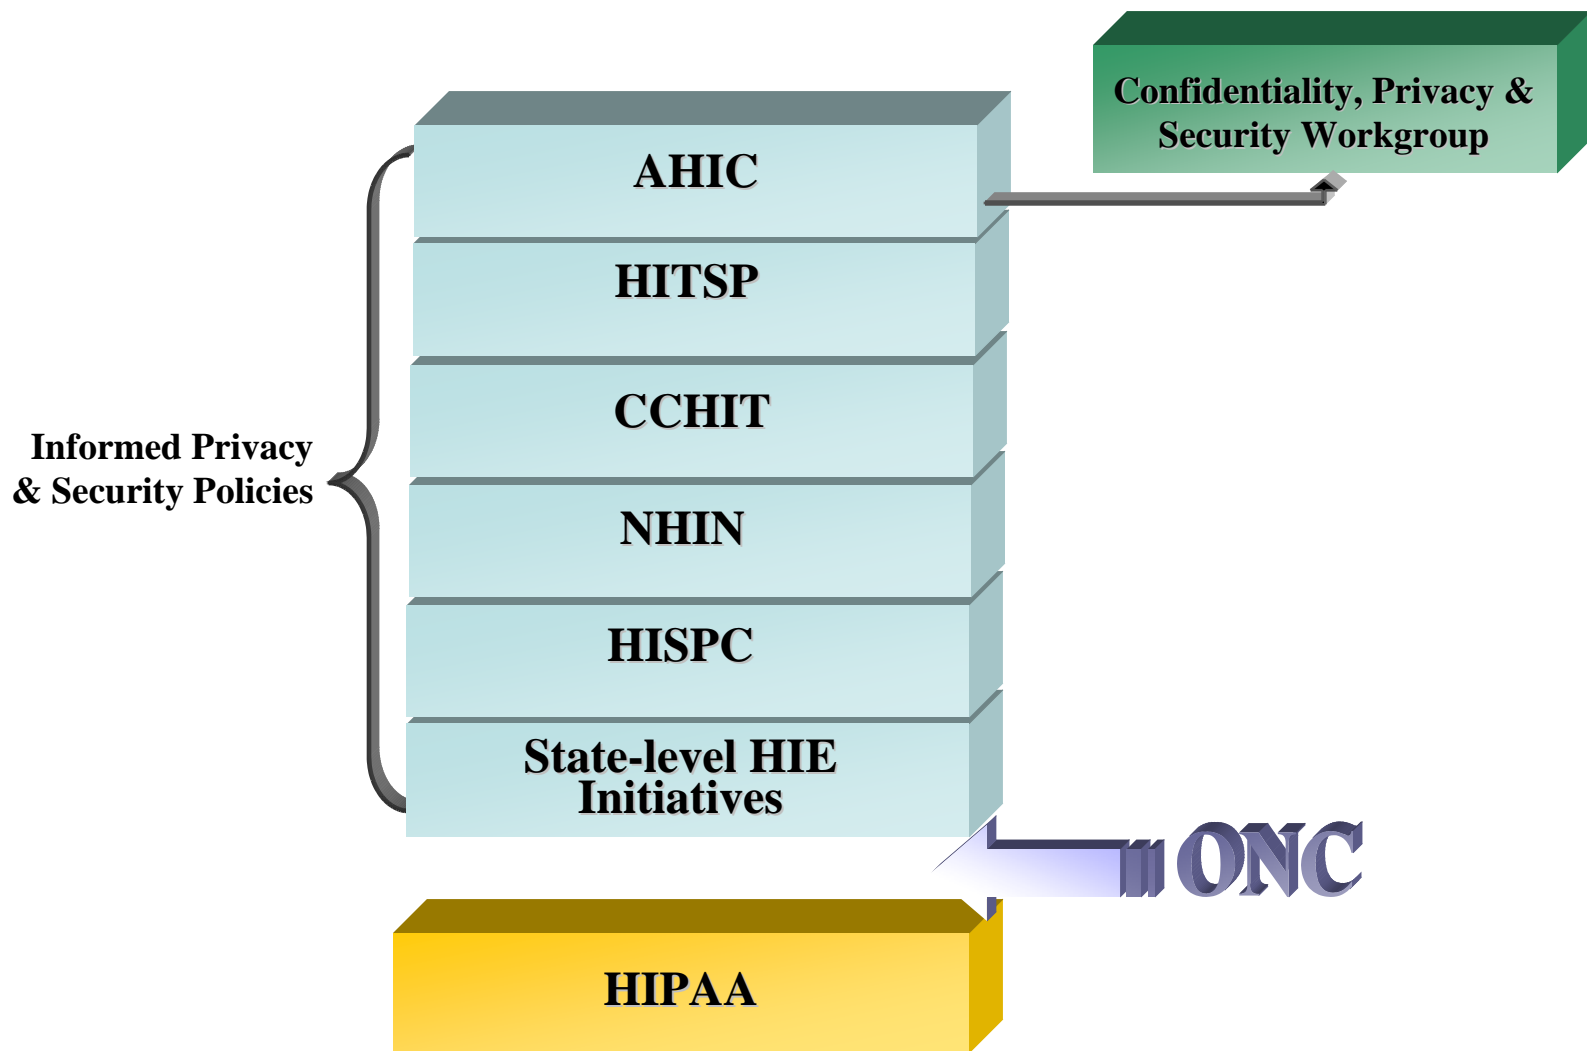 Confidentiality, Privacy &
Security Workgroup
AHIC
HITSP
CCHIT
Informed Privacy
& Security Policies
NHIN
HISPC
State-level HIE
Initiatives
ONC
HIPAA